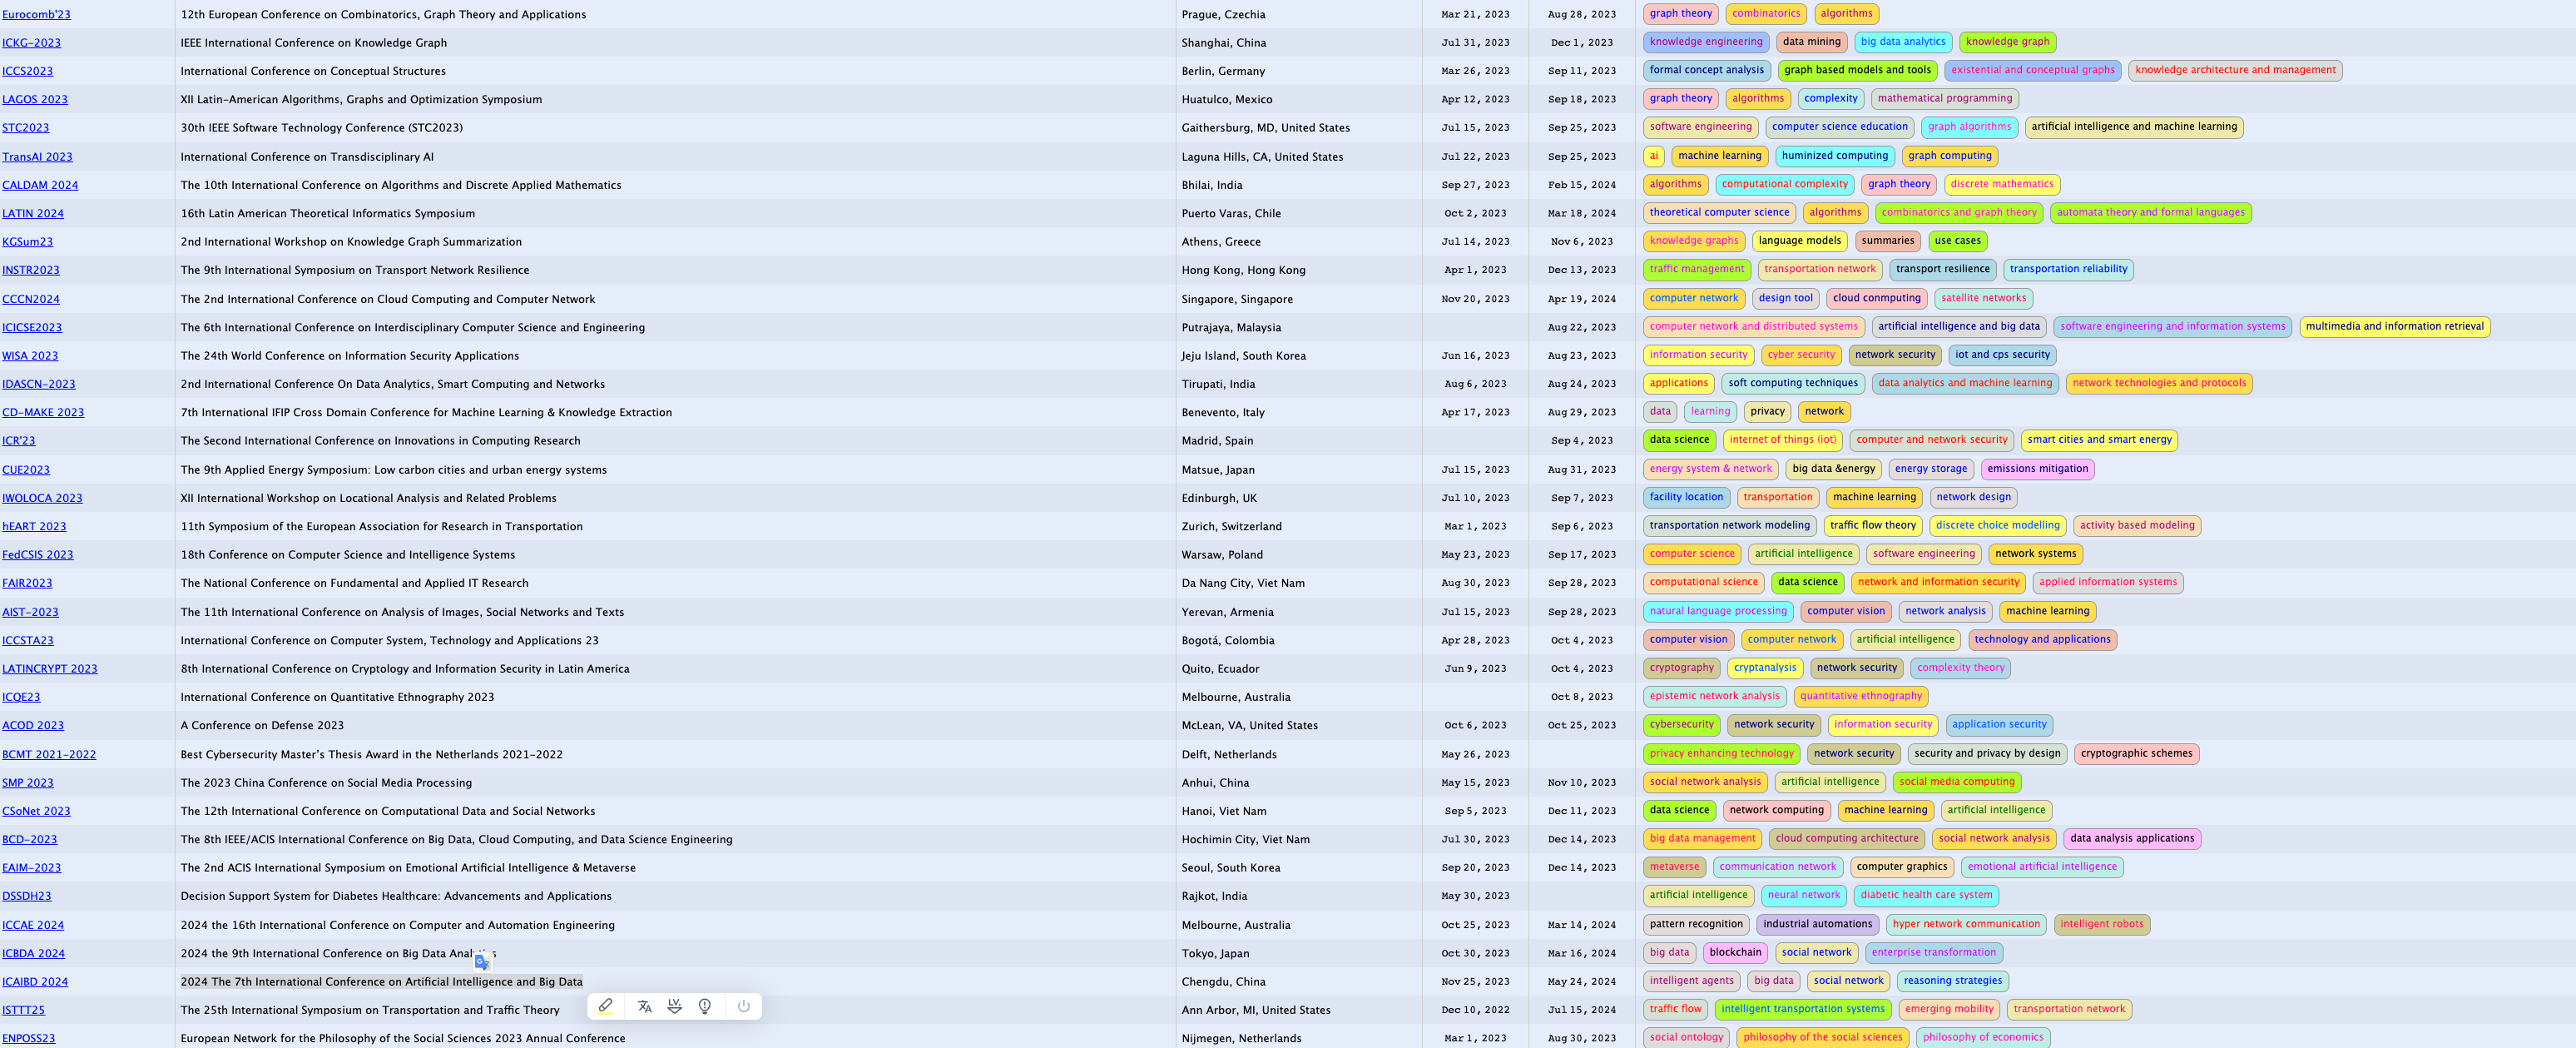 Eurocomb'23 12th European Conference on Combinatorics, Graph Theory and Applications Prague, Czechia Mar 21, 2023 Aug 28, 2023 graph theory combinatorics algorithms
ICKG-2023 IEEE International Conference on Knowledge Graph Shanghai, China Jul 31, 2023 Dec 1, 2023 knowledge engineering data mining big data analytics knowledge graph
ICCS2023 International Conference on Conceptual Structures Berlin, Germany Mar 26, 2023 Sep 11, 2023 formal concept analysis graph based models and tools existential and conceptual graphs knowledge architecture and management
LAGOS 2023 XII Latin-American Algorithms, Graphs and Optimization Symposium Huatulco, Mexico Apr 12, 2023 Sep 18, 2023 graph theory algorithms complexity mathematical programming
STC2023 30th IEEE Software Technology Conference (STC2023) Gaithersburg, MD, United States Jul 15, 2023 Sep 25, 2023 software engineering computer science education graph algorithms artificial intelligence and machine learning
TransAI 2023 International Conference on Transdisciplinary AI Laguna Hills, CA, United States Jul 22, 2023 Sep 25, 2023 ai machine learning huminized computing graph computing
CALDAM 2024 The 10th International Conference on Algorithms and Discrete Applied Mathematics Bhilai, India Sep 27, 2023 Feb 15, 2024 algorithms computational complexity graph theory discrete mathematics
LATIN 2024 16th Latin American Theoretical Informatics Symposium Puerto Varas, Chile Oct 2, 2023 Mar 18, 2024 theoretical computer science algorithms combinatorics and graph theory automata theory and formal languages
KGSum23 2nd International Workshop on Knowledge Graph Summarization Athens, Greece Jul 14, 2023 Nov 6, 2023 knowledge graphs language models summaries use cases
INSTR2023 The 9th International Symposium on Transport Network Resilience Hong Kong, Hong Kong Apr 1, 2023 Dec 13, 2023 traffic management transportation network transport resilience transportation reliability
CCCN2024 The 2nd International Conference on Cloud Computing and Computer Network Singapore, Singapore Nov 20, 2023 Apr 19, 2024 computer network design tool cloud conmputing satellite networks
ICICSE2023 The 6th International Conference on Interdisciplinary Computer Science and Engineering Putrajaya, Malaysia Aug 22, 2023 computer network and distributed systems artificial intelligence and big data software engineering and information systems multimedia and information retrieval
WISA 2023 The 24th World Conference on Information Security Applications Jeju Island, South Korea Jun 16, 2023 Aug 23, 2023 information security cyber security network security iot and cps security
IDASCN-2023 2nd International Conference On Data Analytics, Smart Computing and Networks Tirupati, India Aug 6, 2023 Aug 24, 2023 applications soft computing techniques data analytics and machine learning network technologies and protocols
CD-MAKE 2023 7th International IFIP Cross Domain Conference for Machine Learning & Knowledge Extraction Benevento, Italy Apr 17, 2023 Aug 29, 2023 data learning privacy network
ICR'23 The Second International Conference on Innovations in Computing Research Madrid, Spain Sep 4, 2023 data science internet of things (iot) computer and network security smart cities and smart energy
CUE2023 The 9th Applied Energy Symposium: Low carbon cities and urban energy systems Matsue, Japan Jul 15, 2023 Aug 31, 2023 energy system & network big data &energy energy storage emissions mitigation
IWOLOCA 2023 XII International Workshop on Locational Analysis and Related Problems Edinburgh, UK Jul 10, 2023 Sep 7, 2023 facility location transportation machine learning network design
hEART 2023 11th Symposium of the European Association for Research in Transportation Zurich, Switzerland Mar 1, 2023 Sep 6, 2023 transportation network modeling traffic flow theory discrete choice modelling activity based modeling
FedCSIS 2023 18th Conference on Computer Science and Intelligence Systems Warsaw, Poland May 23, 2023 Sep 17, 2023 computer science artificial intelligence software engineering network systems
FAIR2023 The National Conference on Fundamental and Applied IT Research Da Nang City, Viet Nam Aug 30, 2023 Sep 28, 2023 computational science data science network and information security applied information systems
AIST-2023 The 11th International Conference on Analysis of Images, Social Networks and Texts Yerevan, Armenia Jul 15, 2023 Sep 28, 2023 natural language processing computer vision network analysis machine learning
ICCSTA23 International Conference on Computer System, Technology and Applications 23 Bogotá, Colombia Apr 28, 2023 Oct 4, 2023 computer vision computer network artificial intelligence technology and applications
LATINCRYPT 2023 8th International Conference on Cryptology and Information Security in Latin America Quito, Ecuador Jun 9, 2023 Oct 4, 2023 cryptography cryptanalysis network security complexity theory
ICQE23 International Conference on Quantitative Ethnography 2023 Melbourne, Australia Oct 8, 2023 epistemic network analysis quantitative ethnography
ACOD 2023 A Conference on Defense 2023 McLean, VA, United States Oct 6, 2023 Oct 25, 2023 cybersecurity network security information security application security
BCMT 2021-2022 Best Cybersecurity Master's Thesis Award in the Netherlands 2021-2022 Delft, Netherlands May 26, 2023 privacy enhancing technology network security security and privacy by design cryptographic schemes
SMP 2023 The 2023 China Conference on Social Media Processing Anhui, China May 15, 2023 Nov 10, 2023 social network analysis artificial intelligence social media computing
CSoNet 2023 The 12th International Conference on Computational Data and Social Networks Hanoi, Viet Nam Sep 5, 2023 Dec 11, 2023 data science network computing machine learning artificial intelligence
BCD-2023 The 8th IEEE/ACIS International Conference on Big Data, Cloud Computing, and Data Science Engineering Hochimin City, Viet Nam Jul 30, 2023 Dec 14, 2023 big data management cloud computing architecture social network analysis data analysis applications
EAIM-2023 The 2nd ACIS International Symposium on Emotional Artificial Intelligence & Metaverse Seoul, South Korea Sep 20, 2023 Dec 14, 2023 metaverse communication network computer graphics emotional artificial intelligence
DSSDH23 Decision Support System for Diabetes Healthcare: Advancements and Applications Rajkot, India May 30, 2023 artificial intelligence neural network diabetic health care system
ICCAE 2024 2024 the 16th International Conference on Computer and Automation Engineering Melbourne, Australia Oct 25, 2023 Mar 14, 2024 pattern recognition industrial automations hyper network communication intelligent robots
ICBDA 2024 2024 the 9th International Conference on Big Data Analytics Tokyo, Japan Oct 30, 2023 Mar 16, 2024 big data blockchain social network enterprise transformation
ICAIBD 2024 2024 The 7th International Conference on Artificial Intelligence and Big Data Chengdu, China Nov 25, 2023 May 24, 2024 intelligent agents big data social network reasoning strategies
ISTTT25 The 25th International Symposium on Transportation and Traffic Theory Ann Arbor, MI, United States Dec 10, 2022 Jul 15, 2024 traffic flow intelligent transportation systems emerging mobility transportation network
ENPOSS23 European Network for the Philosophy of the Social Sciences 2023 Annual Conference Nijmegen, Netherlands Mar 1, 2023 Aug 30, 2023 social ontology philosophy of the social sciences philosophy of economics